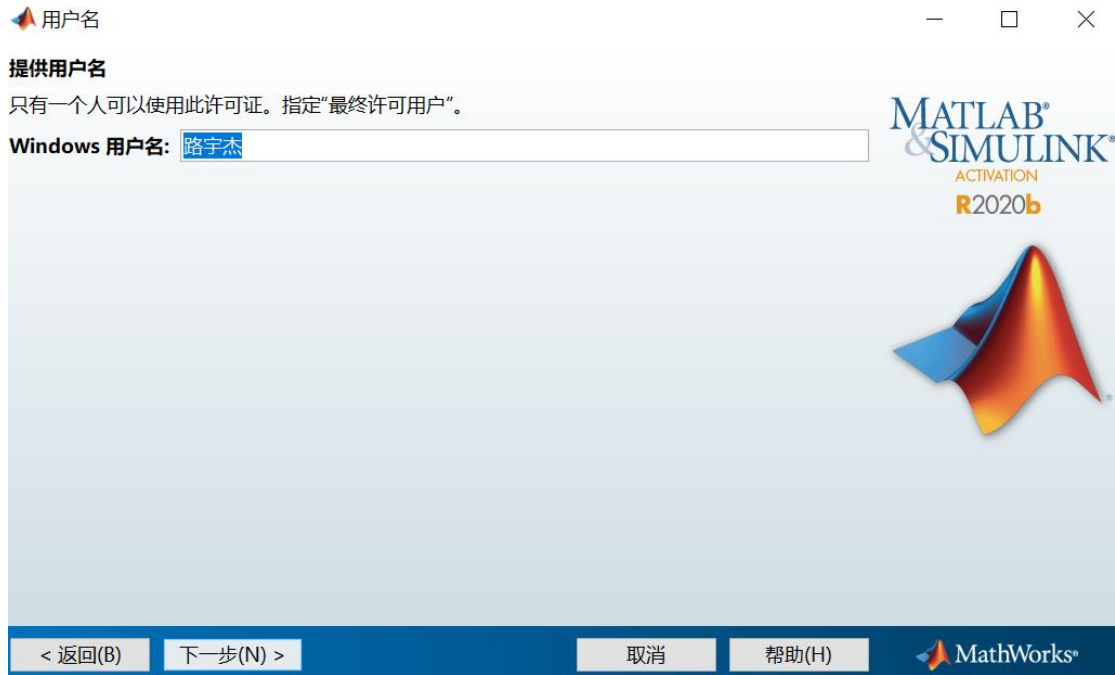 用户名
提供用户名
只有一个人可以使用此许可证。指定“最终许可用户”。
Windows 用户名: 路宇杰
MATLAB®
&SIMULINK®
ACTIVATION
R2020b
< 返回(B) 下一步(N) > 取消 帮助(H) MathWorks®